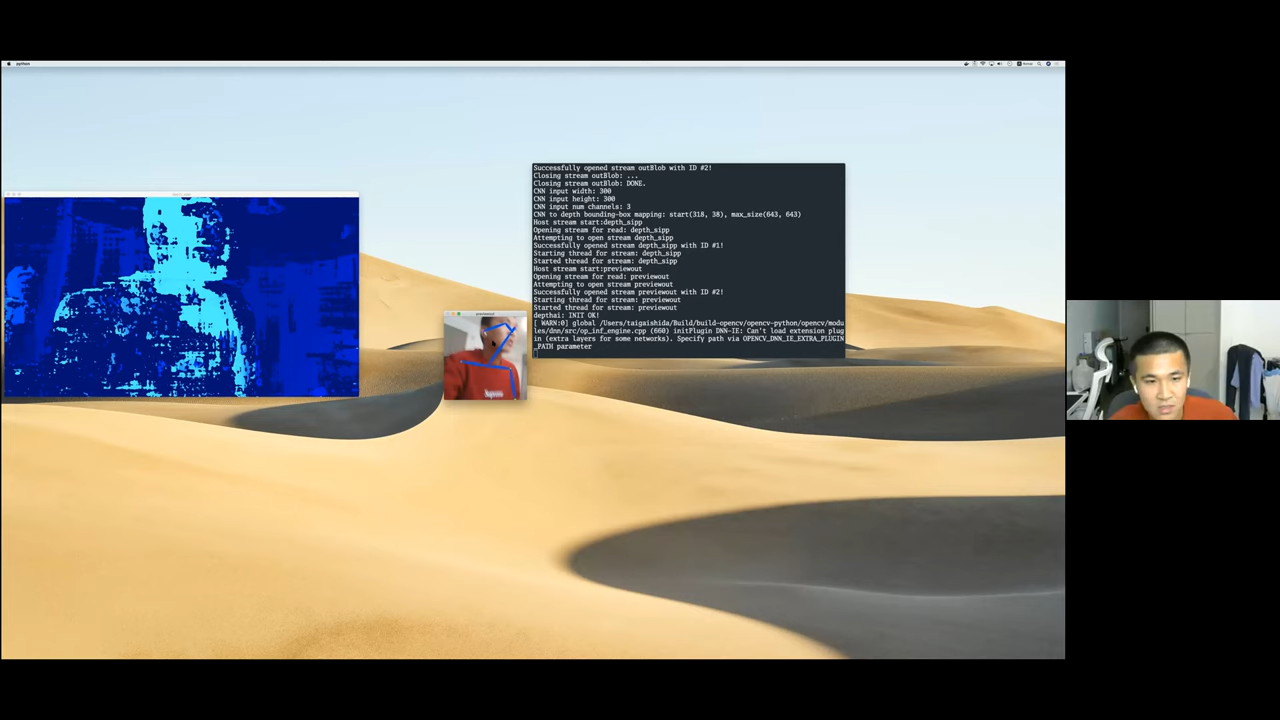 python
Successfully opened stream outBlob with ID #2!
Closing stream outBlob: ...
Closing stream outBlob: DONE.
CNN input width: 300
CNN input height: 300
CNN input num channels: 3
CNN to depth bounding-box mapping: start(318, 38), max_size(643, 643)
Host stream start:depth_sipp
Opening stream for read: depth_sipp
Attempting to open stream depth_sipp
Successfully opened stream depth_sipp with ID #1!
Starting thread for stream: depth_sipp
Started thread for stream: depth_sipp
Host stream start:previewout
Opening stream for read: previewout
Attempting to open stream previewout
Successfully opened stream previewout with ID #2!
Starting thread for stream: previewout
Started thread for stream: previewout
depthai: INIT OK!
[ WARN:0] global /Users/taigaishida/Build/build-opencv/opencv-python/opencv/modu
les/dnn/src/op_inf_engine.cpp (660) initPlugin DNN-IE: Can't load extension plug
in (extra layers for some networks). Specify path via OPENCV_DNN_IE_EXTRA_PLUGIN
_PATH parameter
previewout